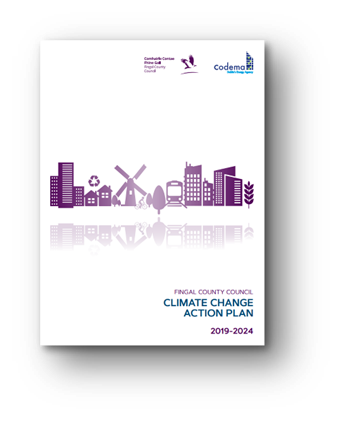 Comhairle Contae
Fhine Gall
Fingal County
Council
codema
Dublin's Energy Agency
FINGAL COUNTY COUNCIL
CLIMATE CHANGE
ACTION PLAN
2019-2024